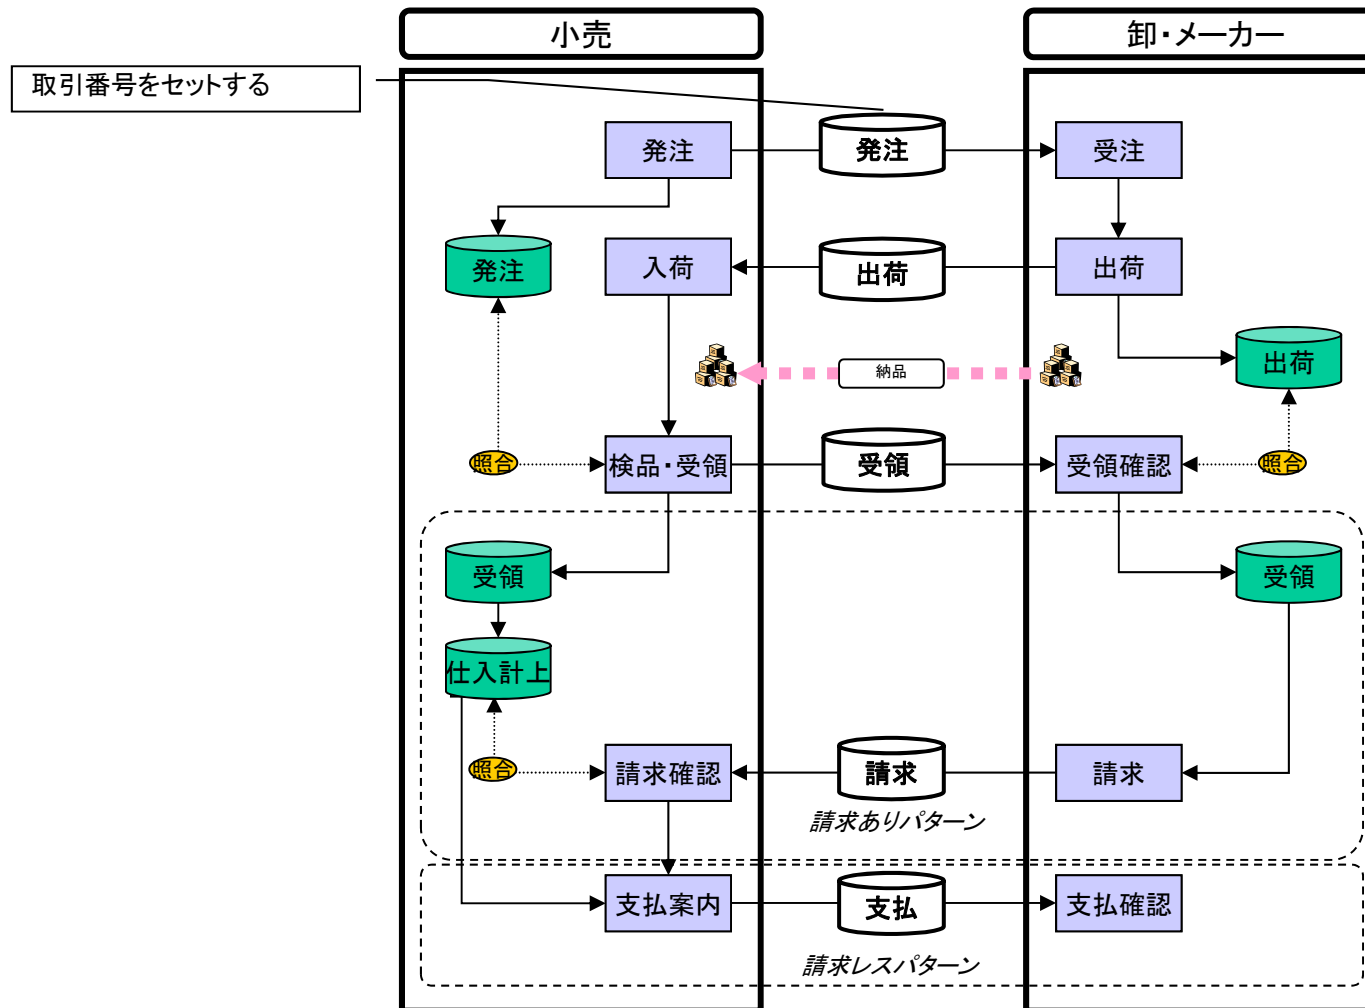 小売
卸・メーカー
取引番号をセットする
発注
発注
受注
発注
入荷
出荷
出荷
納品
出荷
照合
検品・受領
受領
受領確認
照合
受領
受領
仕入計上
照合
請求確認
請求
請求
請求ありパターン
支払案内
支払
支払確認
請求レスパターン